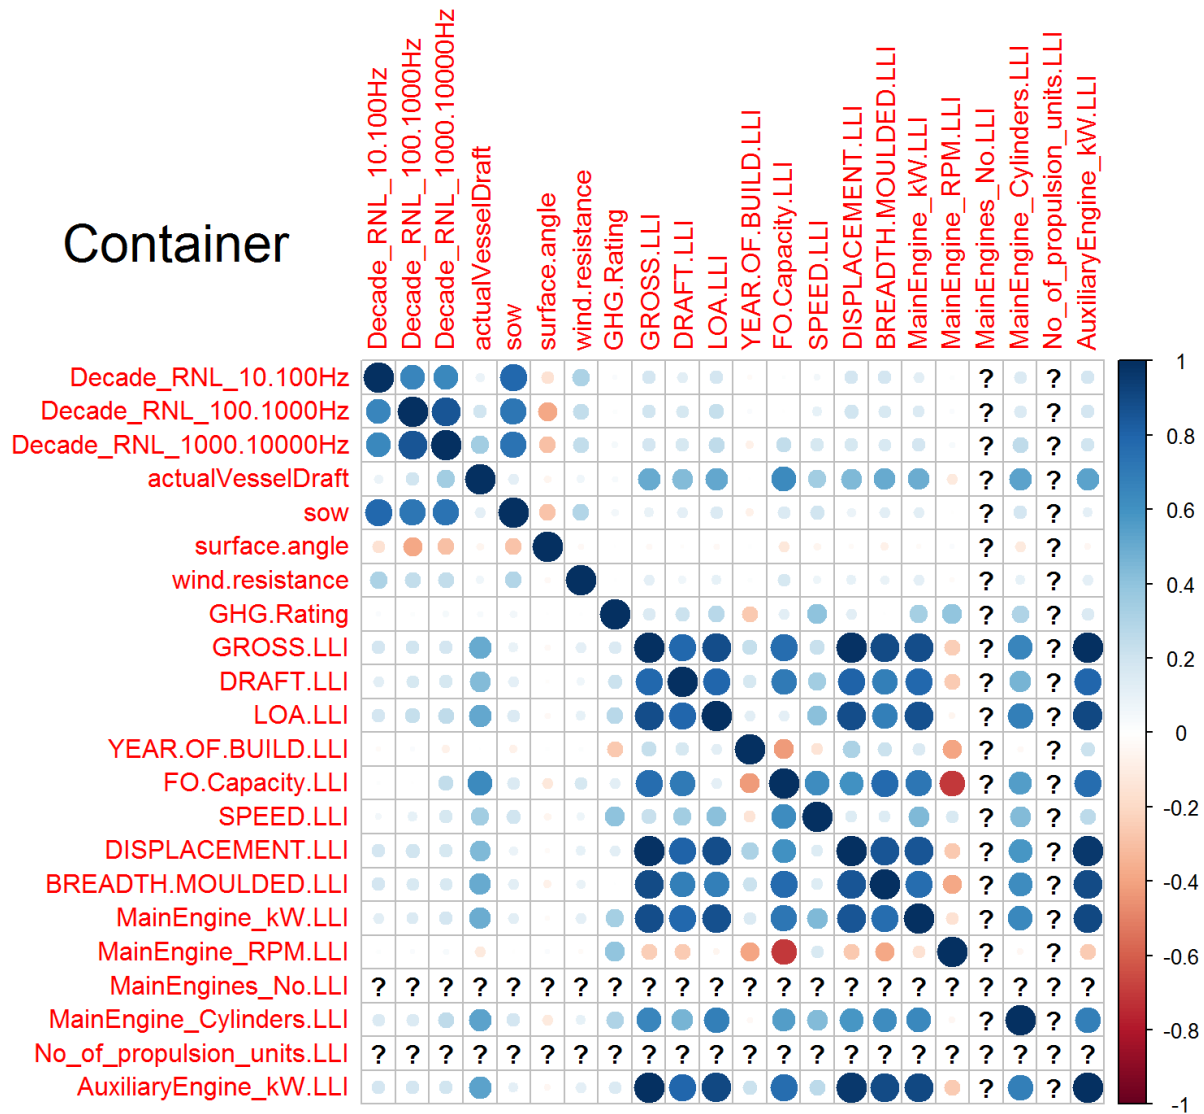 Container
Decade_RNL_10.100Hz
Decade_RNL_100.1000Hz
Decade_RNL_1000.10000Hz
actualVesselDraft
sow
surface.angle
wind.resistance
GHG.Rating
GROSS.LLI
DRAFT.LLI
LOA.LLI
YEAR.OF.BUILD.LLI
FO.Capacity.LLI
SPEED.LLI
DISPLACEMENT.LLI
BREADTH.MOULDED.LLI
MainEngine_kW.LLI
MainEngine_RPM.LLI
MainEngines_No.LLI
MainEngine_Cylinders.LLI
No_of_propulsion_units.LLI
AuxiliaryEngine_kW.LLI
Decade_RNL_10.100Hz ? ?
Decade_RNL_100.1000Hz ? ?
Decade_RNL_1000.10000Hz ? ?
actualVesselDraft ? ?
sow ? ?
surface.angle ? ?
wind.resistance ? ?
GHG.Rating ? ?
GROSS.LLI ? ?
DRAFT.LLI ? ?
LOA.LLI ? ?
YEAR.OF.BUILD.LLI ? ?
FO.Capacity.LLI ? ?
SPEED.LLI ? ?
DISPLACEMENT.LLI ? ?
BREADTH.MOULDED.LLI ? ?
MainEngine_kW.LLI ? ?
MainEngine_RPM.LLI ? ?
MainEngines_No.LLI ? ? ? ? ? ? ? ? ? ? ? ? ? ? ? ? ? ? ? ? ? ?
MainEngine_Cylinders.LLI ? ?
No_of_propulsion_units.LLI ? ? ? ? ? ? ? ? ? ? ? ? ? ? ? ? ? ? ? ? ? ?
AuxiliaryEngine_kW.LLI ? ?
1
0.8
0.6
0.4
0.2
0
-0.2
-0.4
-0.6
-0.8
-1